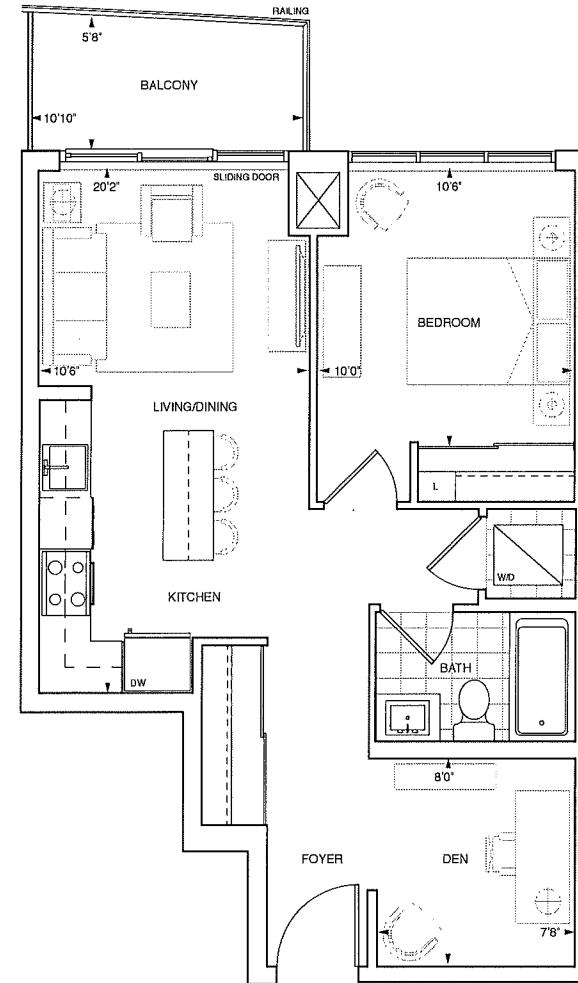 RAILING
5'8"
BALCONY
10'10"
20'2"
SLIDING DOOR
10'6"
BEDROOM
10'6"
10'0"
LIVING/DINING
L
W/D
KITCHEN
BATH
DW
8'0"
FOYER
DEN
7'8"